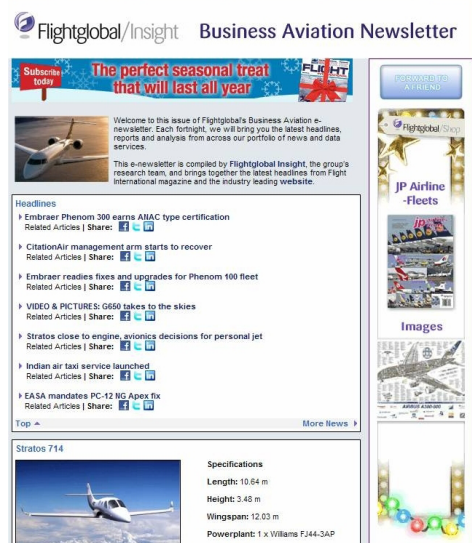 Flightglobal/Insight Business Aviation Newsletter
Subscribe today
The perfect seasonal treat
that will last all year
FLIGHT
FORWARD TO
A FRIEND
Welcome to this issue of Flightglobal's Business Aviation e-
newsletter. Each fortnight, we will bring you the latest headlines,
reports and analysis from across our portfolio of news and data
services.
This e-newsletter is compiled by Flightglobal Insight, the group's
research team, and brings together the latest headlines from Flight
International magazine and the industry leading website.
Headlines
Embraer Phenom 300 earns ANAC type certification
Related Articles | Share:
CitationAir management arm starts to recover
Related Articles | Share:
Embraer readies fixes and upgrades for Phenom 100 fleet
Related Articles | Share:
VIDEO & PICTURES: G650 takes to the skies
Related Articles | Share:
Stratos close to engine, avionics decisions for personal jet
Related Articles | Share:
Indian air taxi service launched
Related Articles | Share:
EASA mandates PC-12 NG Apex fix
Related Articles | Share:
Top
More News
Stratos 714
Specifications
Length: 10.64 m
Height: 3.48 m
Wingspan: 12.03 m
Powerplant: 1 x Williams FJ44-3AP
Flightglobal/Shop
JP Airline
-Fleets
jp
Images